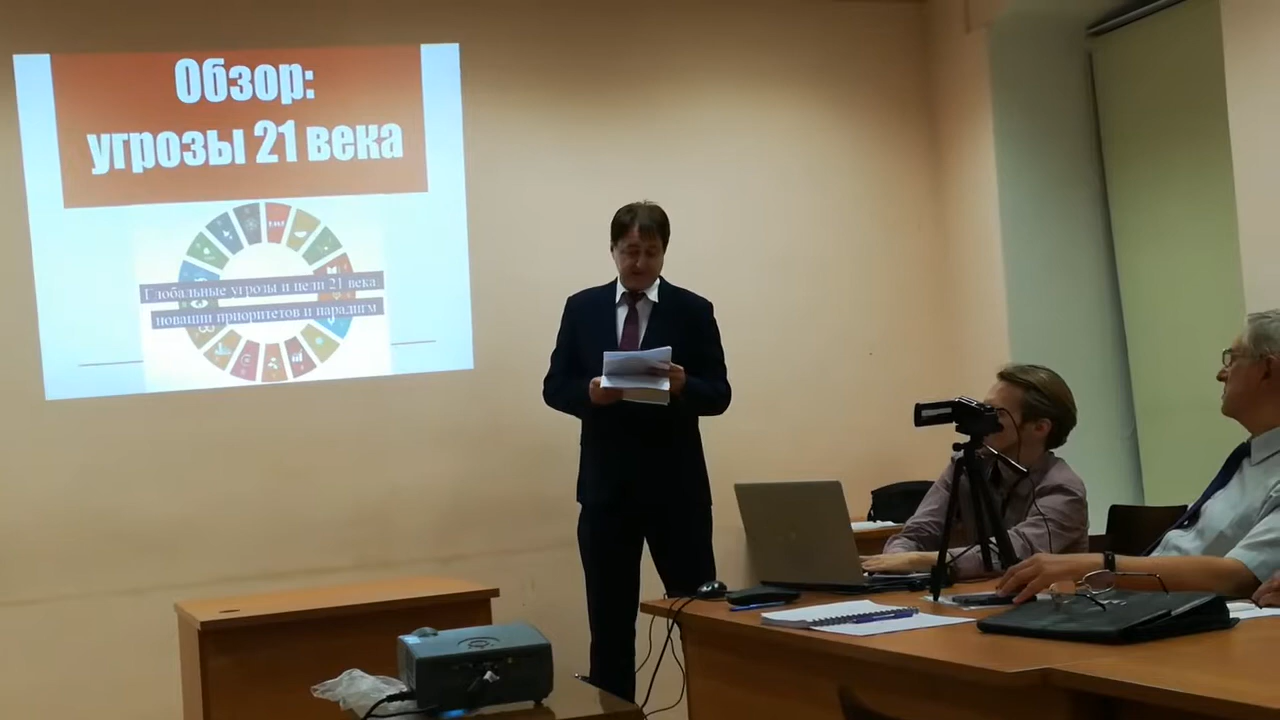 Обзор:
угрозы 21 века
Глобальные угрозы и цели 21 века:
новации приоритетов и парадигм